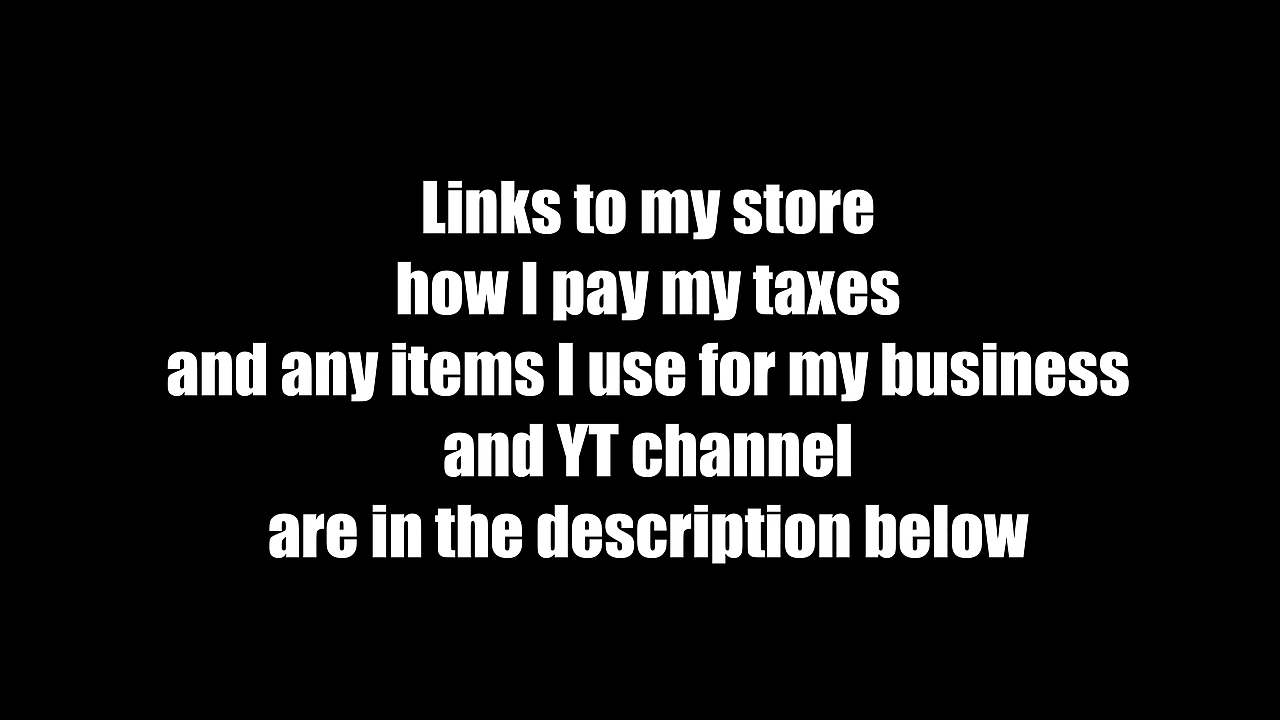 Links to my store
how I pay my taxes
and any items I use for my business
and YT channel
are in the description below